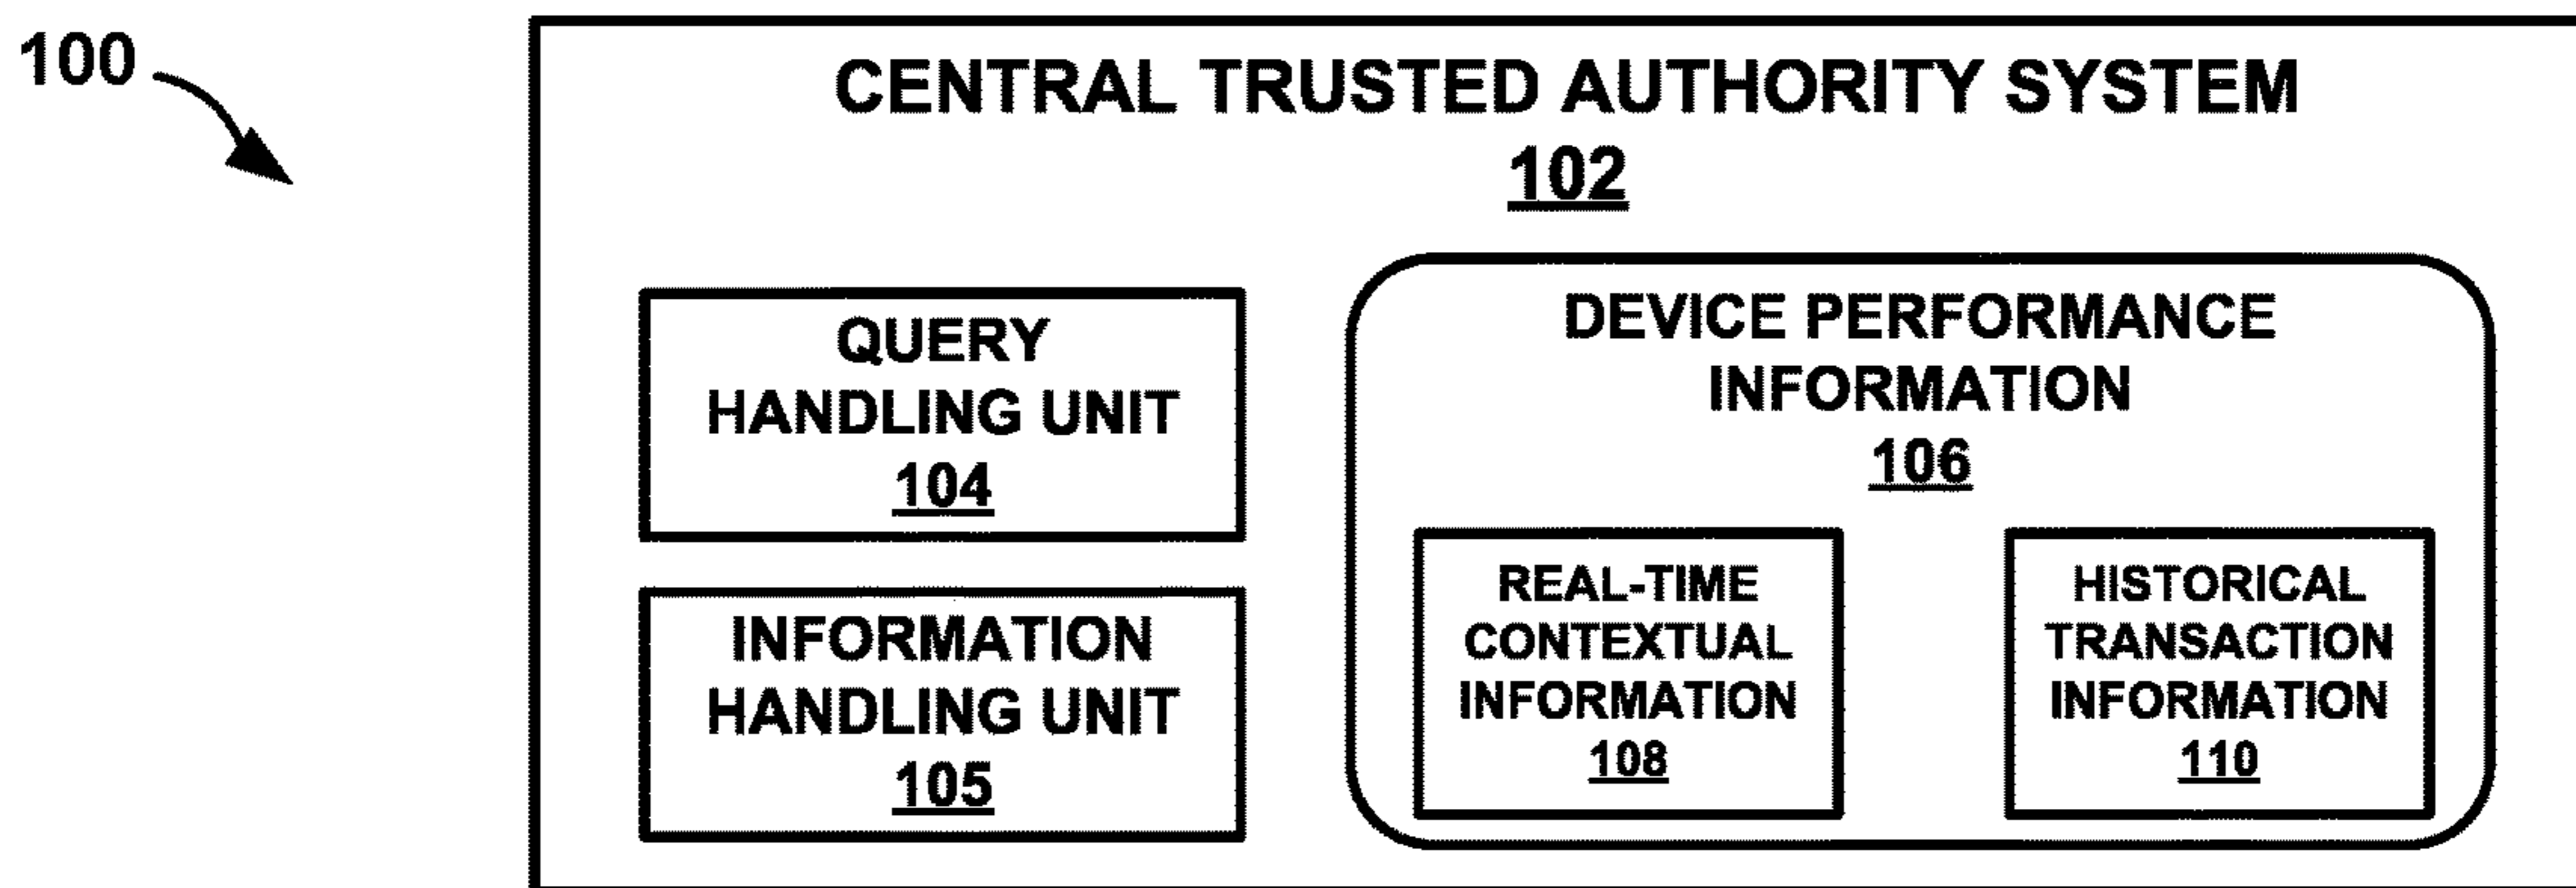 100
CENTRAL TRUSTED AUTHORITY SYSTEM
102
QUERY
HANDLING UNIT
104
INFORMATION
HANDLING UNIT
105
DEVICE PERFORMANCE
INFORMATION
106
REAL-TIME
CONTEXTUAL
INFORMATION
108
HISTORICAL
TRANSACTION
INFORMATION
110